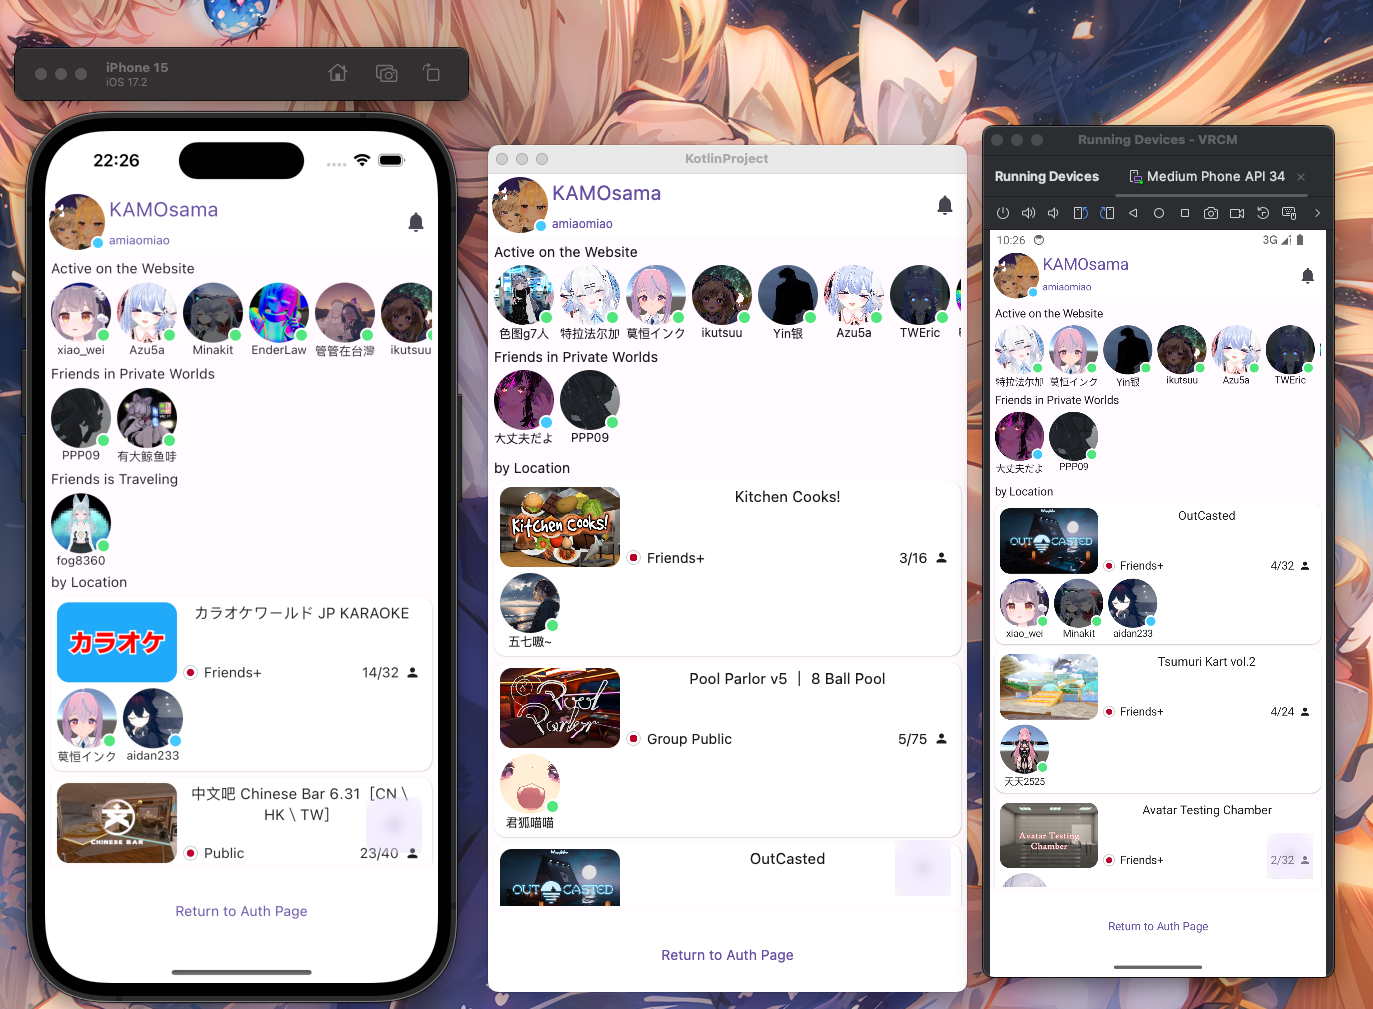 iPhone 15
iOS 17.2
22:26
KAMOsama
amiaomiao
Active on the Website
xiao_wei
Azu5a
Minakit
EnderLaw
管管在台灣
ikutsuu
Friends in Private Worlds
PPP09
有大鲸鱼哇
Friends is Traveling
fog8360
by Location
カラオケ
カラオケワールド JP KARAOKE
Friends+
14/32
莫恒インク
aidan233
CHINESE BAR
中文吧 Chinese Bar 6.31［CN \
HK \ TW］
Public
23/40
Return to Auth Page
KotlinProject
KAMOsama
amiaomiao
Active on the Website
色图g7人
特拉法尔加
莫恒インク
ikutsuu
Yin银
Azu5a
TWEric
Friends in Private Worlds
大丈夫だよ
PPP09
by Location
Kitchen Cooks!
Kitchen Cooks!
Friends+
3/16
五七嗷~
Pool Parlor
Pool Parlor v5 ｜ 8 Ball Pool
Group Public
5/75
君狐喵喵
OUTCASTED
OutCasted
Return to Auth Page
Running Devices - VRCM
Running Devices
Medium Phone API 34
10:26
3G
KAMOsama
amiaomiao
Active on the Website
特拉法尔加
莫恒インク
Yin银
ikutsuu
Azu5a
TWEric
Friends in Private Worlds
大丈夫だよ
PPP09
by Location
OUTCASTED
OutCasted
Friends+
4/32
xiao_wei
Minakit
aidan233
Tsumuri Kart vol.2
Friends+
4/24
天天2525
Avatar Testing
Chamber
Avatar Testing Chamber
Friends+
2/32
Return to Auth Page